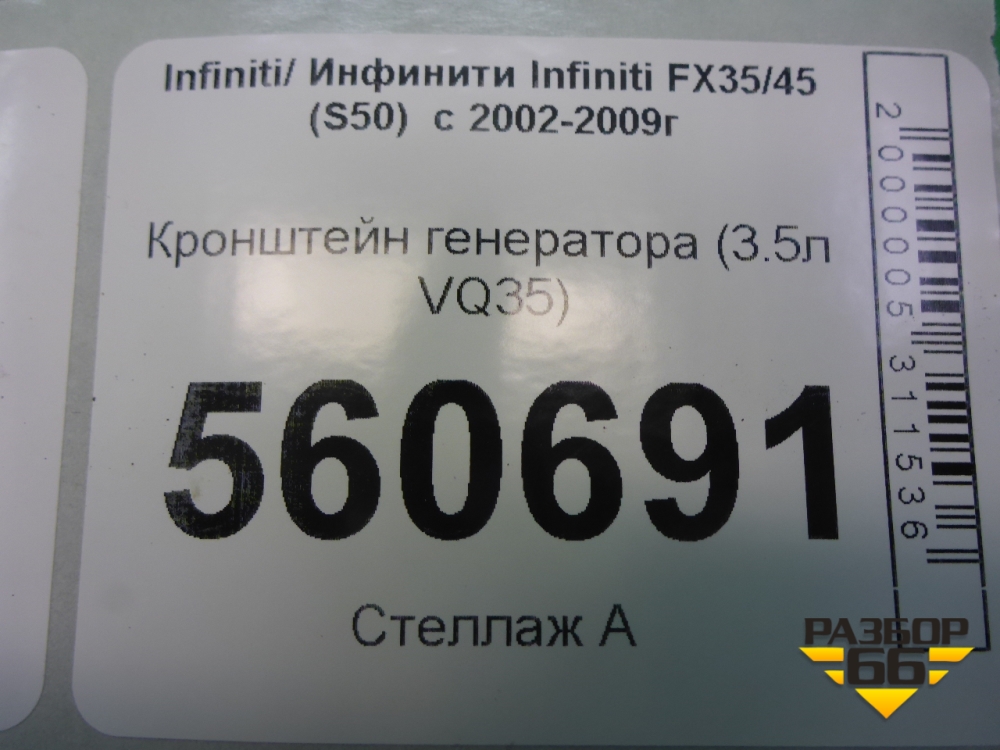 Infiniti/ Инфинити Infiniti FX35/45
(S50) с 2002-2009г
Кронштейн генератора (3.5л
VQ35)
560691
Стеллаж А
2000005311536
РАЗБОР
66